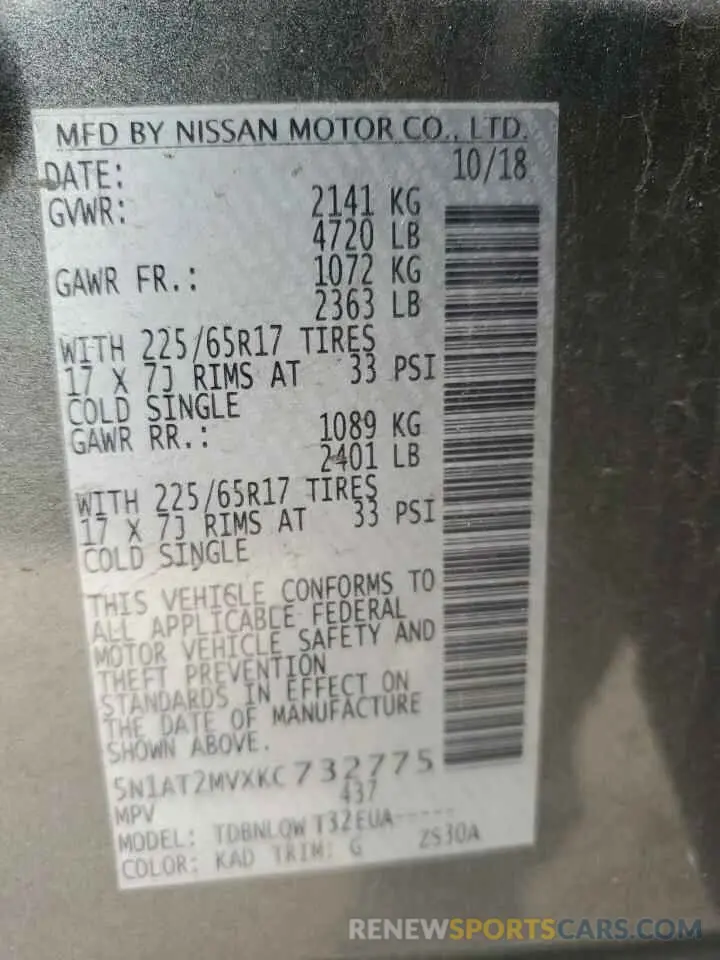 MFD BY NISSAN MOTOR CO., LTD.
DATE: 10/18
GVWR: 2141 KG
4720 LB
GAWR FR.: 1072 KG
2363 LB
WITH 225/65R17 TIRES
17 X 7J RIMS AT 33 PSI
COLD SINGLE
GAWR RR.: 1089 KG
2401 LB
WITH 225/65R17 TIRES
17 X 7J RIMS AT 33 PSI
COLD SINGLE
THIS VEHICLE CONFORMS TO
ALL APPLICABLE FEDERAL
MOTOR VEHICLE SAFETY AND
THEFT PREVENTION
STANDARDS IN EFFECT ON
THE DATE OF MANUFACTURE
SHOWN ABOVE.
5N1AT2MVXKC732775
437
MPV
MODEL: TDBNLQW T32EUA-----
COLOR: KAD TRIM: G 2S30A
RENEWSPORTSCARS.COM